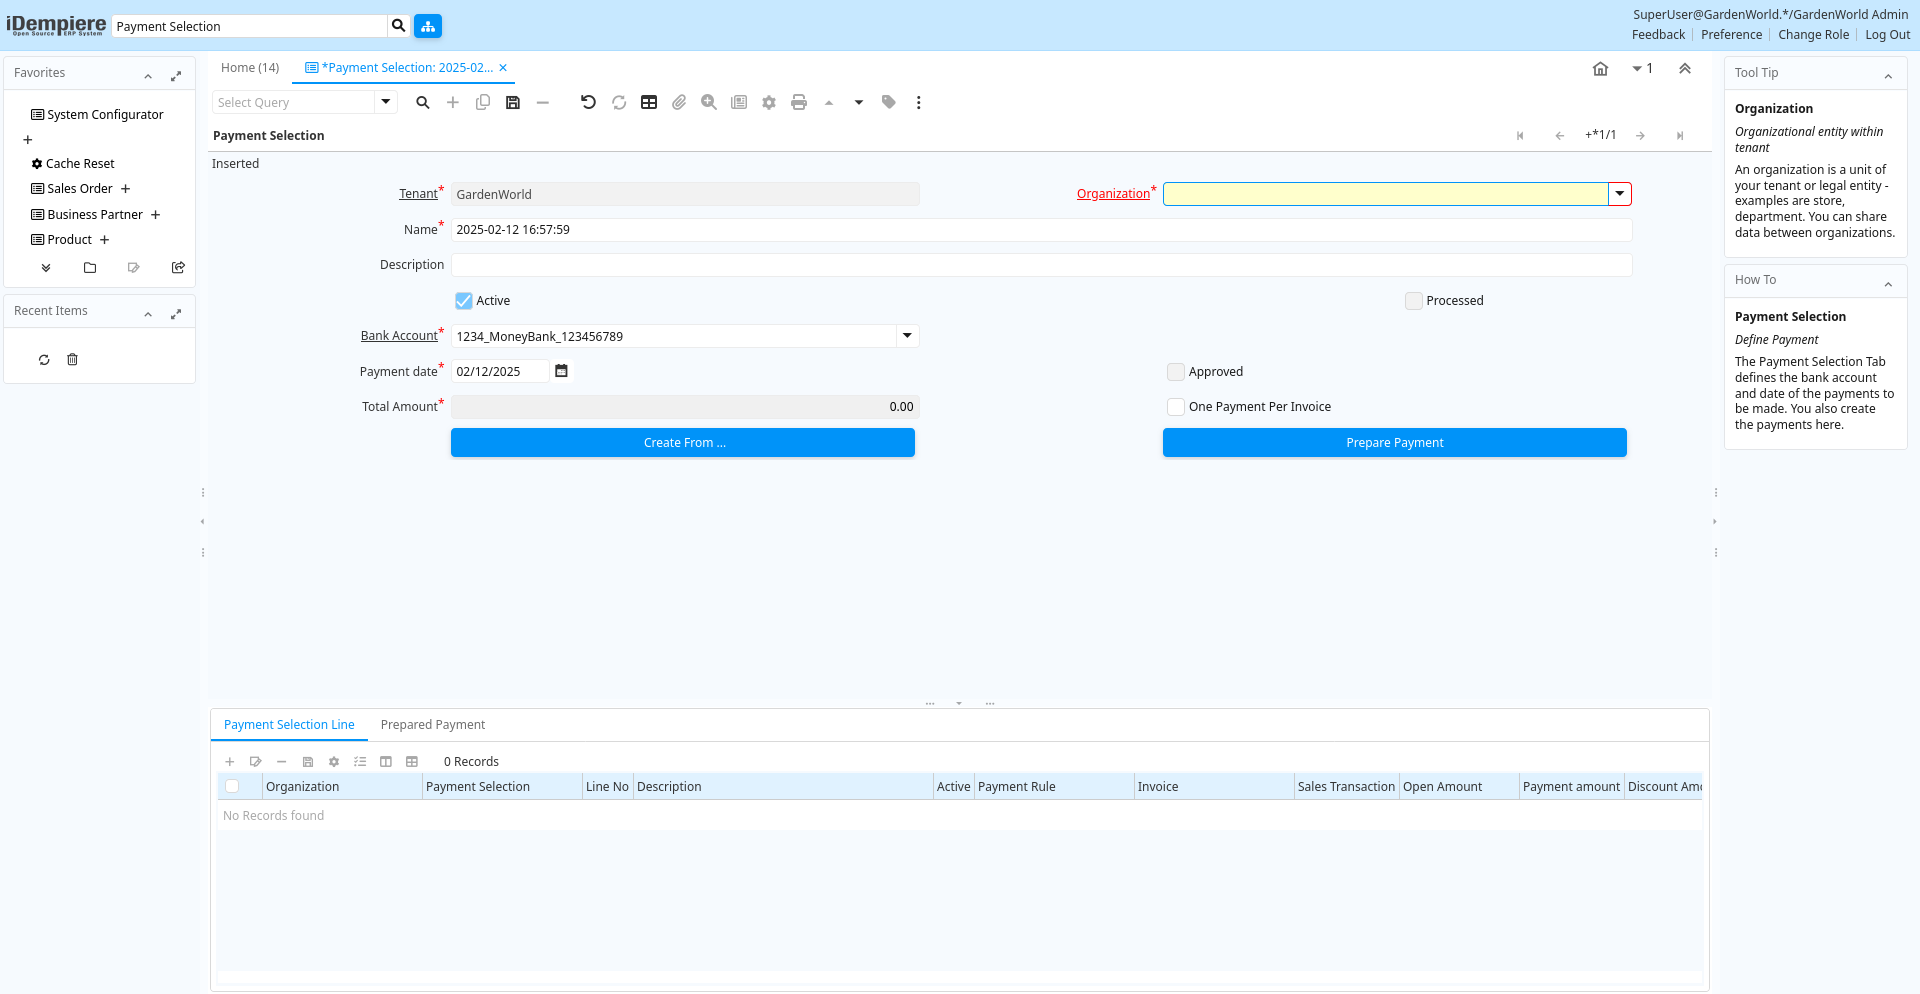 iDempiere
Open Source ERP System
Payment Selection
SuperUser@GardenWorld.*/GardenWorld Admin
Feedback
Preference
Change Role
Log Out
Favorites
System Configurator
Cache Reset
Sales Order
Business Partner
Product
Recent Items
Home (14)
*Payment Selection: 2025-02...
1
Select Query
Payment Selection
+*1/1
Inserted
Tenant*
GardenWorld
Organization*
Name*
2025-02-12 16:57:59
Description
Active
Processed
Bank Account*
1234_MoneyBank_123456789
Payment date*
02/12/2025
Approved
Total Amount*
0.00
One Payment Per Invoice
Create From ...
Prepare Payment
Payment Selection Line
Prepared Payment
0 Records
Organization
Payment Selection
Line No
Description
Active
Payment Rule
Invoice
Sales Transaction
Open Amount
Payment amount
Discount Amo
No Records found
Tool Tip
Organization
Organizational entity within
tenant
An organization is a unit of
your tenant or legal entity -
examples are store,
department. You can share
data between organizations.
How To
Payment Selection
Define Payment
The Payment Selection Tab
defines the bank account
and date of the payments to
be made. You also create
the payments here.